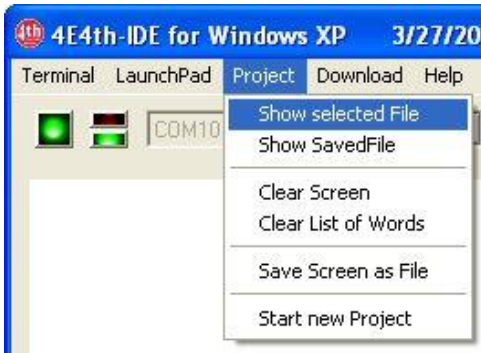 4th 4E4th-IDE for Windows XP 3/27/20
Terminal LaunchPad Project Download Help
COM10
Show selected File
Show SavedFile
Clear Screen
Clear List of Words
Save Screen as File
Start new Project